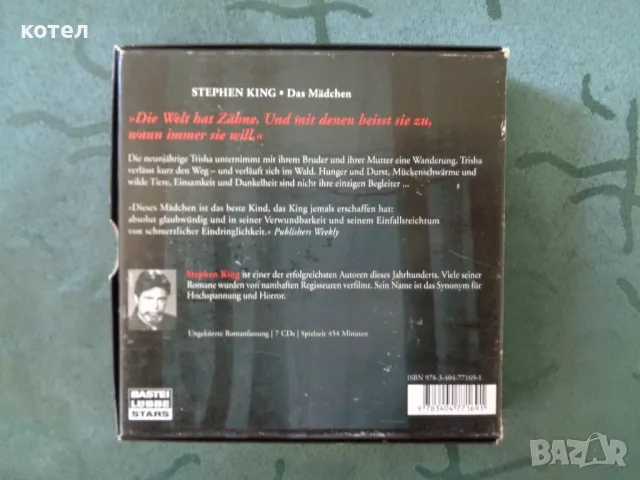 котел
STEPHEN KING • Das Mädchen
»Die Welt hat Zähne. Und mit denen beisst sie zu,
wann immer sie will.«
Die neunjährige Trisha unternimmt mit ihrem Bruder und ihrer Mutter eine Wanderung. Trisha
verlässt kurz den Weg – und verläuft sich im Wald. Hunger und Durst, Mückenschwärme und
wilde Tiere, Einsamkeit und Dunkelheit sind nicht ihre einzigen Begleiter ...
»Dieses Mädchen ist das beste Kind, das King jemals erschaffen hat:
absolut glaubwürdig und in seiner Verwundbarkeit und seinem Einfallsreichtum
von schmerzlicher Eindringlichkeit.« Publishers Weekly
Stephen King ist einer der erfolgreichsten Autoren dieses Jahrhunderts. Viele seiner
Romane wurden von namhaften Regisseuren verfilmt. Sein Name ist das Synonym für
Hochspannung und Horror.
Ungekürzte Romanfassung | 7 CDs | Spielzeit 454 Minuten
ISBN 978-3-404-77169-1
9 783404 771691
BASTEI
LÜBBE
STARS
BAZAR
bg